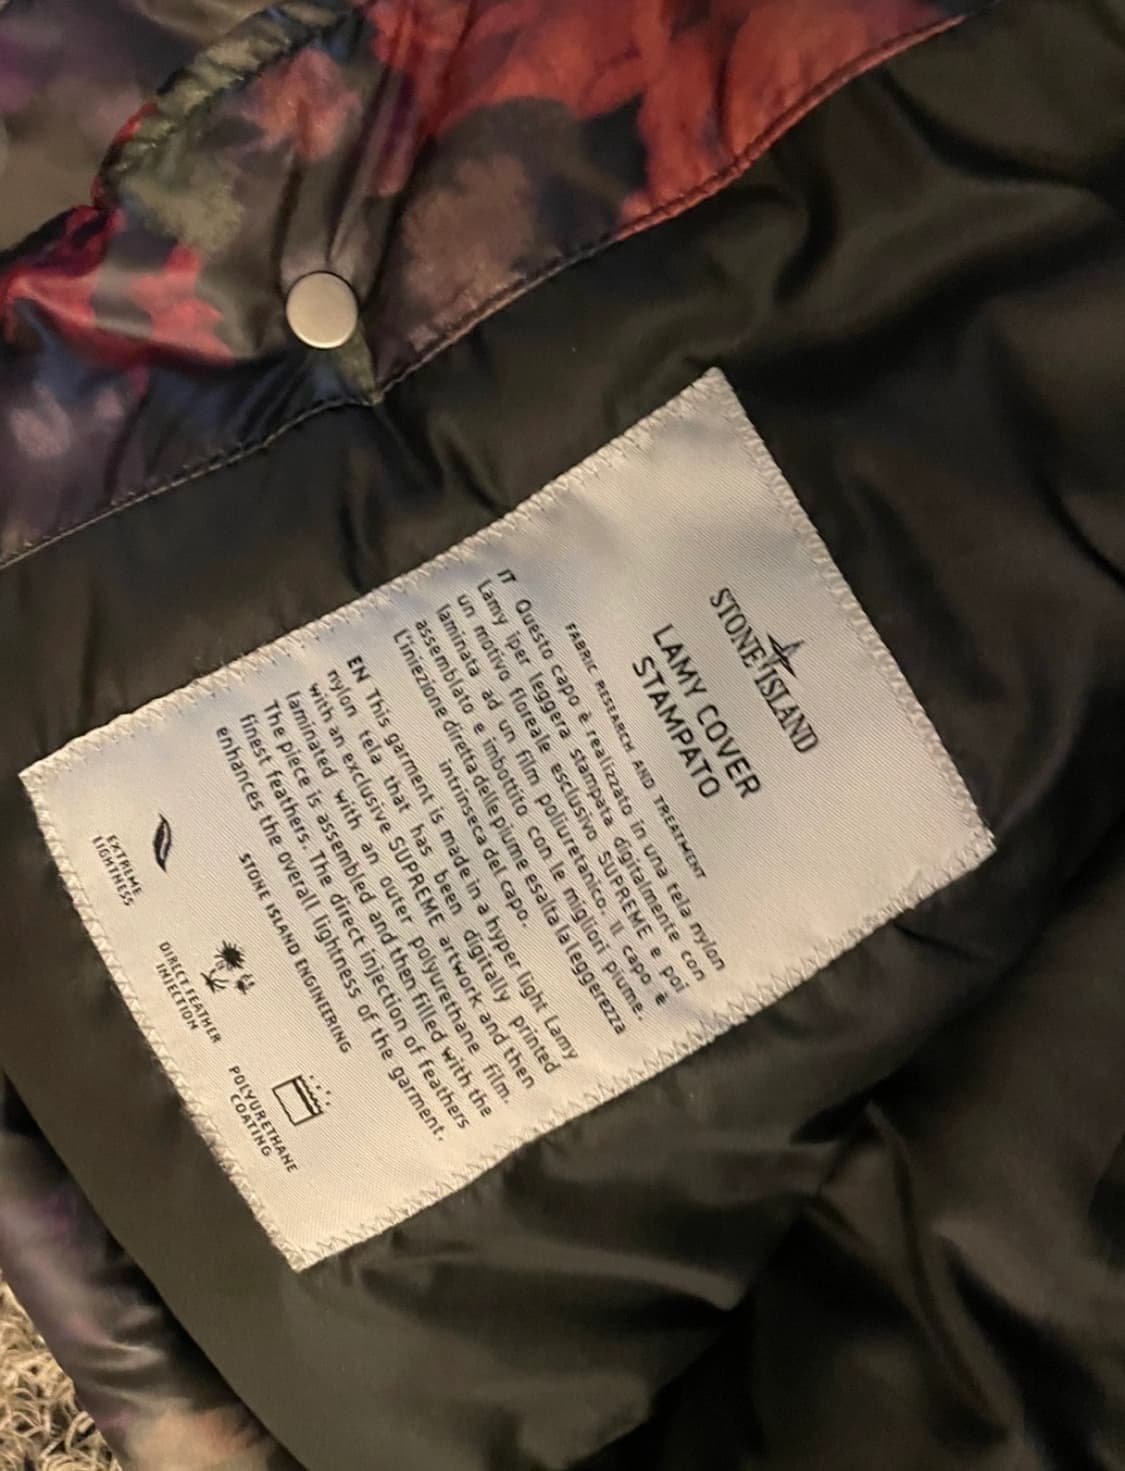 STONE ISLAND
LAMY COVER
STAMPATO
FABRIC RESEARCH AND TREATMENT
IT Questo capo è realizzato in una tela nylon
Lamy iper leggera stampata digitalmente con
un motivo floreale esclusivo SUPREME e poi
laminata ad un film poliuretanico. Il capo è
assemblato e imbottito con le migliori piume.
L'iniezione diretta delle piume esalta la leggerezza
intrinseca del capo.
EN This garment is made in a hyper light Lamy
nylon tela that has been digitally printed
with an exclusive SUPREME artwork and then
laminated with an outer polyurethane film.
The piece is assembled and then filled with the
finest feathers. The direct injection of feathers
enhances the overall lightness of the garment.
STONE ISLAND ENGINEERING
EXTREME
LIGHTNESS
DIRECT FEATHER
INJECTION
POLYURETHANE
COATING